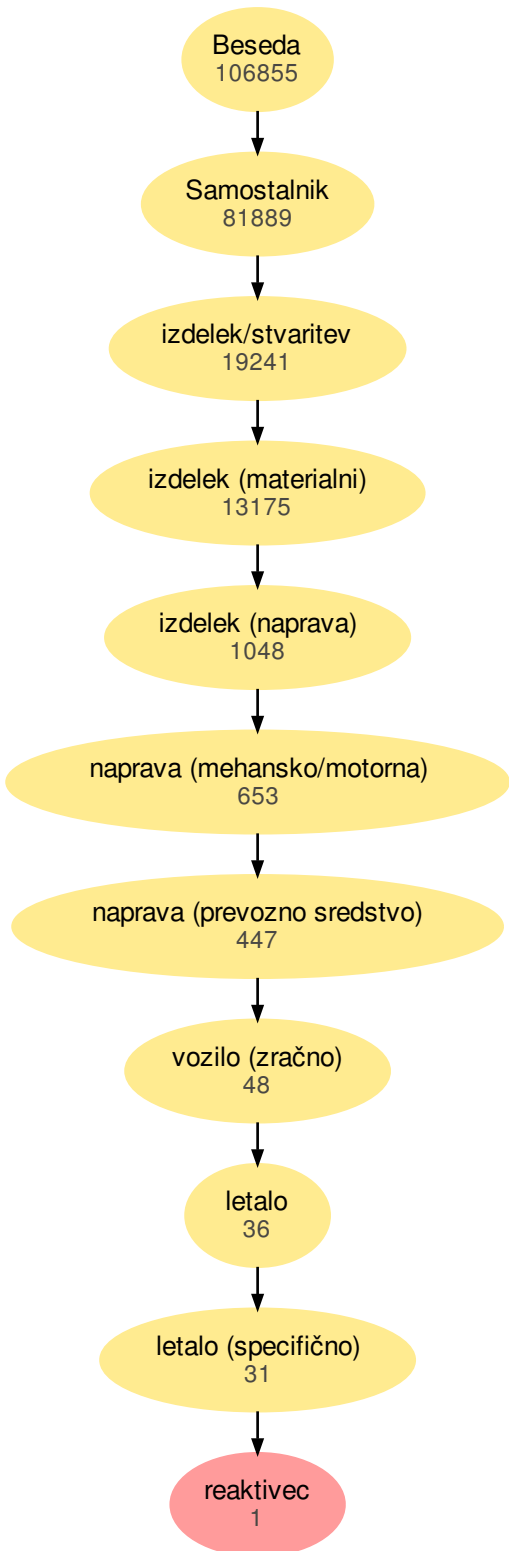 Beseda
106855
Samostalnik
81889
izdelek/stvaritev
19241
izdelek (materialni)
13175
izdelek (naprava)
1048
naprava (mehansko/motorna)
653
naprava (prevozno sredstvo)
447
vozilo (zračno)
48
letalo
36
letalo (specifično)
31
reaktivec
1